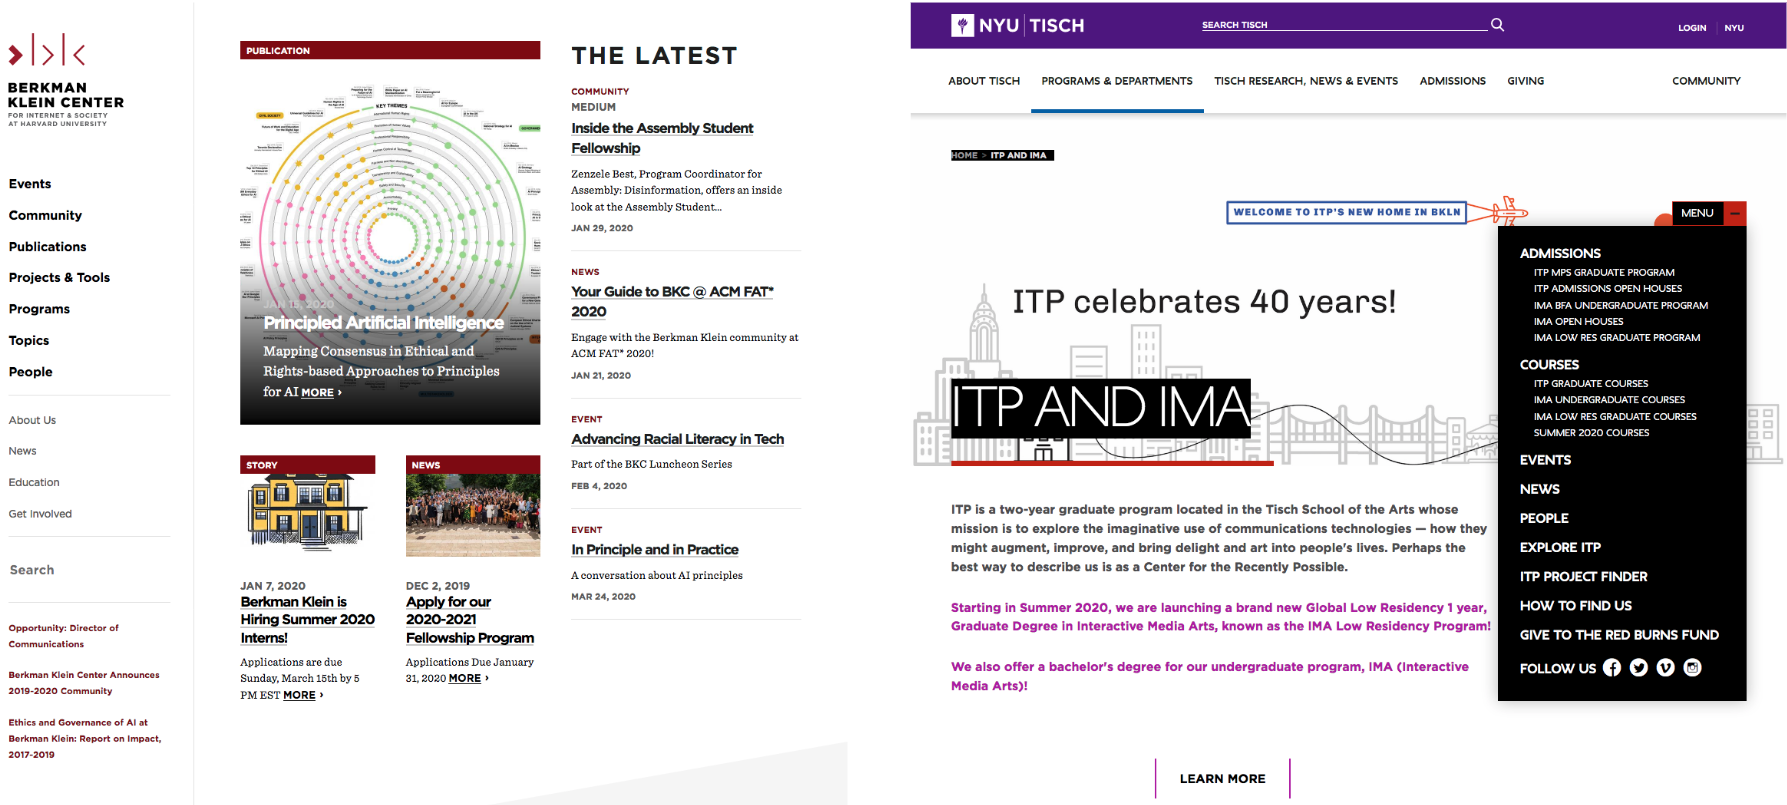 BERKMAN
KLEIN CENTER
FOR INTERNET & SOCIETY
AT HARVARD UNIVERSITY
Events
Community
Publications
Projects & Tools
Programs
Topics
People
About Us
News
Education
Get Involved
Search
Opportunity: Director of
Communications
Berkman Klein Center Announces
2019-2020 Community
Ethics and Governance of AI at
Berkman Klein: Report on Impact,
2017-2019
PUBLICATION
KEY THEMES
JAN 15, 2020
Principled Artificial Intelligence
Mapping Consensus in Ethical and
Rights-based Approaches to Principles
for AI MORE ›
STORY
JAN 7, 2020
Berkman Klein is
Hiring Summer 2020
Interns!
Applications are due
Sunday, March 15th by 5
PM EST MORE ›
NEWS
DEC 2, 2019
Apply for our
2020-2021
Fellowship Program
Applications Due January
31, 2020 MORE ›
THE LATEST
COMMUNITY
MEDIUM
Inside the Assembly Student
Fellowship
Zenzele Best, Program Coordinator for
Assembly: Disinformation, offers an inside
look at the Assembly Student...
JAN 29, 2020
NEWS
Your Guide to BKC @ ACM FAT*
2020
Engage with the Berkman Klein community at
ACM FAT* 2020!
JAN 21, 2020
EVENT
Advancing Racial Literacy in Tech
Part of the BKC Luncheon Series
FEB 4, 2020
EVENT
In Principle and in Practice
A conversation about AI principles
MAR 24, 2020
NYU TISCH
SEARCH TISCH
LOGIN NYU
ABOUT TISCH PROGRAMS & DEPARTMENTS TISCH RESEARCH, NEWS & EVENTS ADMISSIONS GIVING COMMUNITY
HOME > ITP AND IMA
WELCOME TO ITP'S NEW HOME IN BKLN
ITP celebrates 40 years!
ITP AND IMA
ITP is a two-year graduate program located in the Tisch School of the Arts whose
mission is to explore the imaginative use of communications technologies — how they
might augment, improve, and bring delight and art into people's lives. Perhaps the
best way to describe us is as a Center for the Recently Possible.
Starting in Summer 2020, we are launching a brand new Global Low Residency 1 year,
Graduate Degree in Interactive Media Arts, known as the IMA Low Residency Program!
We also offer a bachelor's degree for our undergraduate program, IMA (Interactive
Media Arts)!
LEARN MORE
MENU
ADMISSIONS
ITP MPS GRADUATE PROGRAM
ITP ADMISSIONS OPEN HOUSES
IMA BFA UNDERGRADUATE PROGRAM
IMA OPEN HOUSES
IMA LOW RES GRADUATE PROGRAM
COURSES
ITP GRADUATE COURSES
IMA UNDERGRADUATE COURSES
IMA LOW RES GRADUATE COURSES
SUMMER 2020 COURSES
EVENTS
NEWS
PEOPLE
EXPLORE ITP
ITP PROJECT FINDER
HOW TO FIND US
GIVE TO THE RED BURNS FUND
FOLLOW US